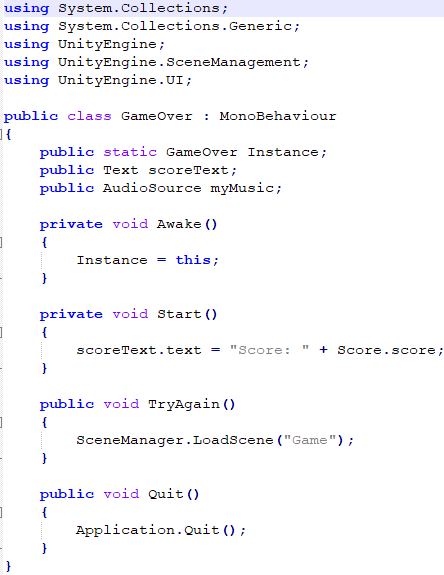 using System.Collections;
using System.Collections.Generic;
using UnityEngine;
using UnityEngine.SceneManagement;
using UnityEngine.UI;

public class GameOver : MonoBehaviour
{
    public static GameOver Instance;
    public Text scoreText;
    public AudioSource myMusic;

    private void Awake()
    {
        Instance = this;
    }

    private void Start()
    {
        scoreText.text = "Score: " + Score.score;
    }

    public void TryAgain()
    {
        SceneManager.LoadScene("Game");
    }

    public void Quit()
    {
        Application.Quit();
    }
}